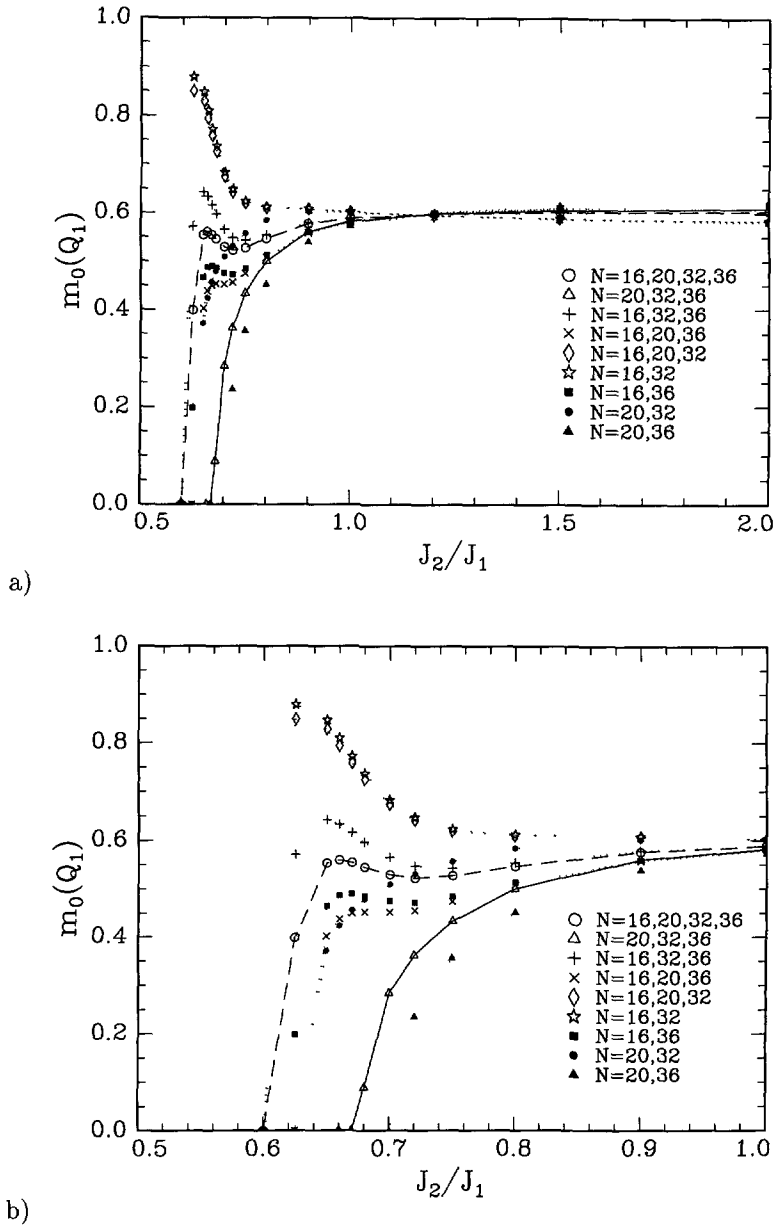 1.0
0.8
0.6
0.4
0.2
0.0
m₀(Q₁)
N=16,20,32,36
N=20,32,36
N=16,32,36
N=16,20,36
N=16,20,32
N=16,32
N=16,36
N=20,32
N=20,36
0.5 1.0 1.5 2.0
J₂/J₁
a)
1.0
0.8
0.6
0.4
0.2
0.0
m₀(Q₁)
N=16,20,32,36
N=20,32,36
N=16,32,36
N=16,20,36
N=16,20,32
N=16,32
N=16,36
N=20,32
N=20,36
0.5 0.6 0.7 0.8 0.9 1.0
J₂/J₁
b)